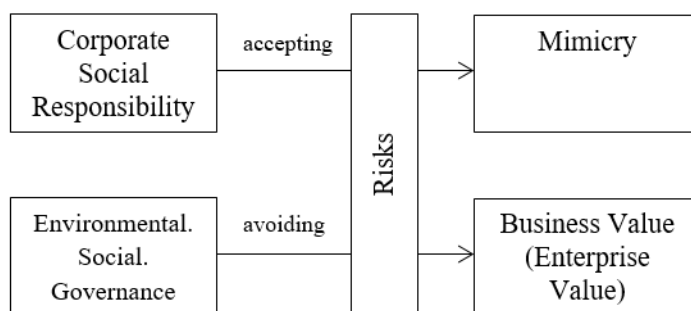 Corporate
Social
Responsibility
accepting
Risks
Mimicry
Environmental.
Social.
Governance
avoiding
Business Value
(Enterprise
Value)